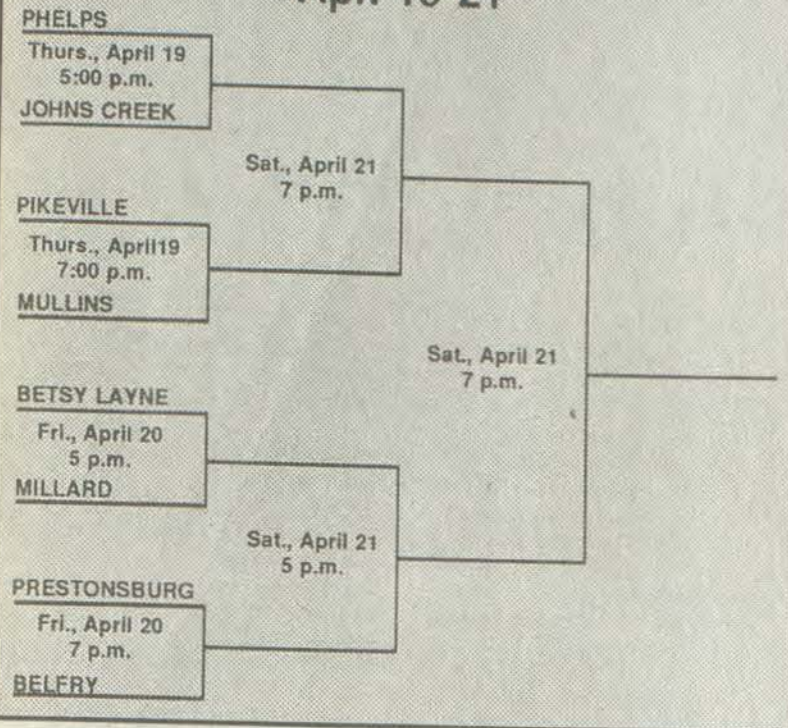 PHELPS
Thurs., April 19
5:00 p.m.
JOHNS CREEK
Sat., April 21
7 p.m.
PIKEVILLE
Thurs., April19
7:00 p.m.
MULLINS
Sat., April 21
7 p.m.
BETSY LAYNE
Fri., April 20
5 p.m.
MILLARD
Sat., April 21
5 p.m.
PRESTONSBURG
Fri., April 20
7 p.m.
BELFRY